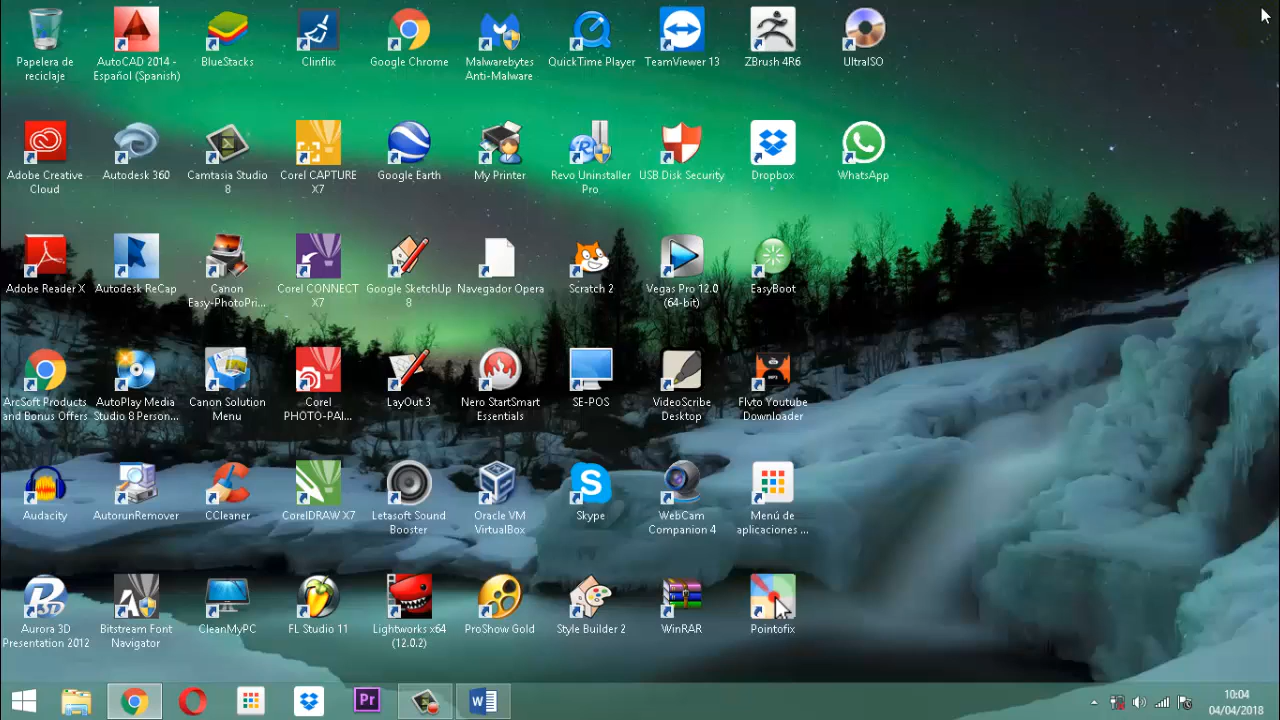 Papelera de
reciclaje
AutoCAD 2014 -
Español (Spanish)
BlueStacks
Clinflix
Google Chrome
Malwarebytes
Anti-Malware
QuickTime Player
TeamViewer 13
ZBrush 4R6
UltraISO
Adobe Creative
Cloud
Autodesk 360
Camtasia Studio
8
Corel CAPTURE
X7
Google Earth
My Printer
Revo Uninstaller
Pro
USB Disk Security
Dropbox
WhatsApp
Adobe Reader X
Autodesk ReCap
Canon
Easy-PhotoPri...
Corel CONNECT
X7
Google SketchUp
8
Navegador Opera
Scratch 2
Vegas Pro 12.0
(64-bit)
EasyBoot
ArcSoft Products
and Bonus Offers
AutoPlay Media
Studio 8 Person...
Canon Solution
Menu
Corel
PHOTO-PAI...
LayOut 3
Nero StartSmart
Essentials
SE-POS
VideoScribe
Desktop
MP3
Flvto Youtube
Downloader
Audacity
AutorunRemover
CCleaner
CorelDRAW X7
Letasoft Sound
Booster
Oracle VM
VirtualBox
S
Skype
WebCam
Companion 4
Menú de
aplicaciones ...
P3D
Aurora 3D
Presentation 2012
Bitstream Font
Navigator
CleanMyPC
FL Studio 11
Lightworks x64
(12.0.2)
ProShow Gold
Style Builder 2
WinRAR
Pointofix
Pr
W
10:04
04/04/2018